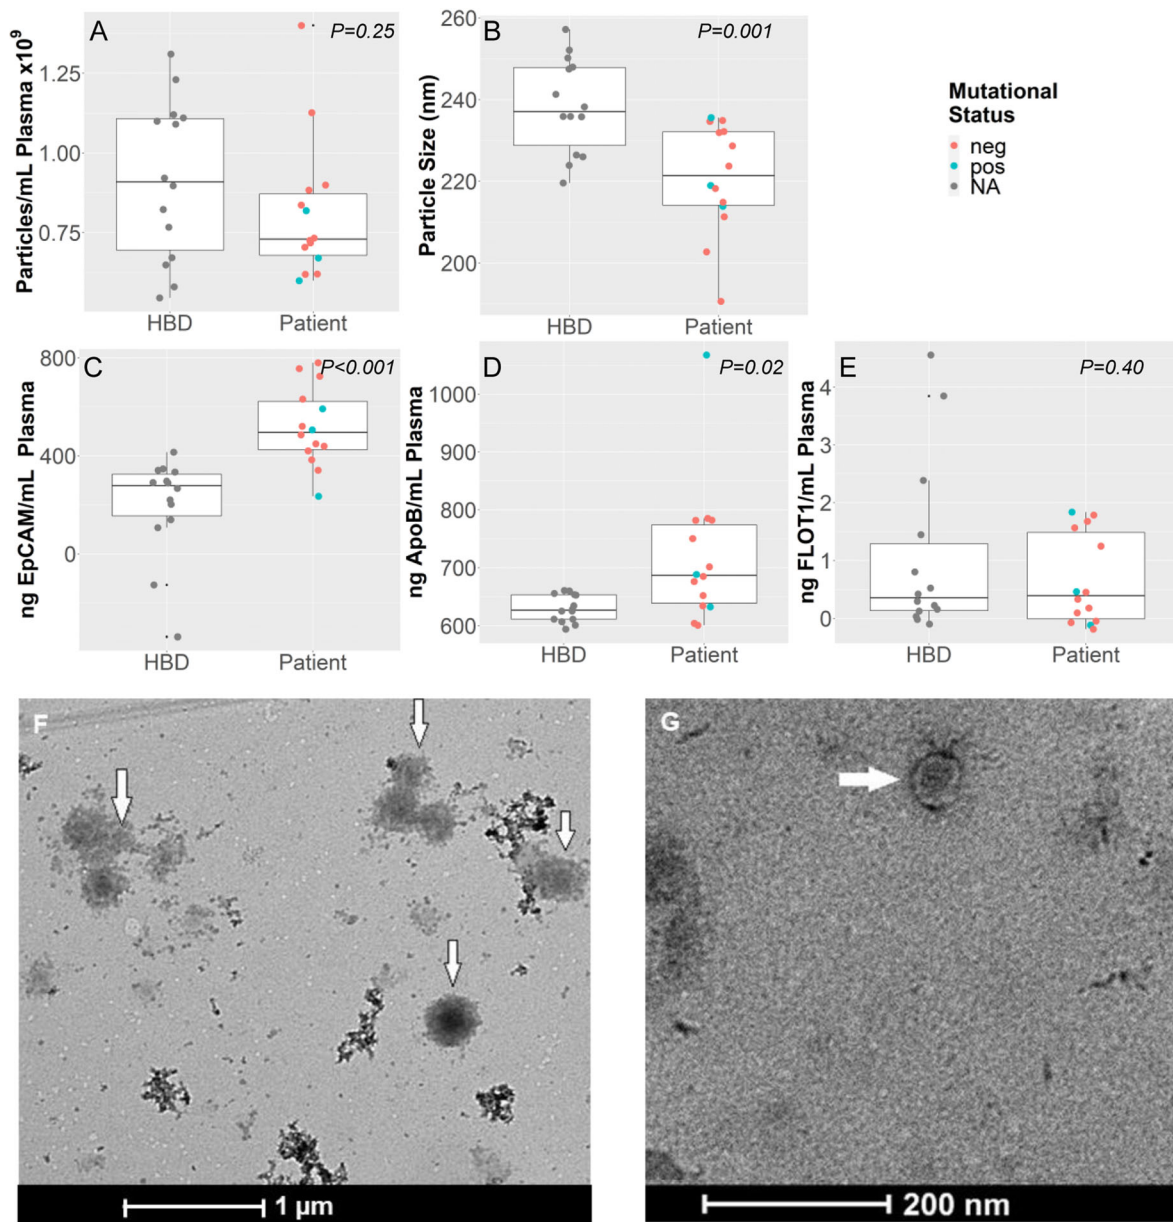 A
P=0.25
Particles/mL Plasma x10⁹
1.25
1.00
0.75
HBD
Patient
B
P=0.001
Particle Size (nm)
260
240
220
200
HBD
Patient
Mutational
Status
neg
pos
NA
C
P<0.001
ng EpCAM/mL Plasma
800
400
0
HBD
Patient
D
P=0.02
ng ApoB/mL Plasma
1000
900
800
700
600
HBD
Patient
E
P=0.40
ng FLOT1/mL Plasma
4
3
2
1
0
HBD
Patient
F
1 µm
G
200 nm